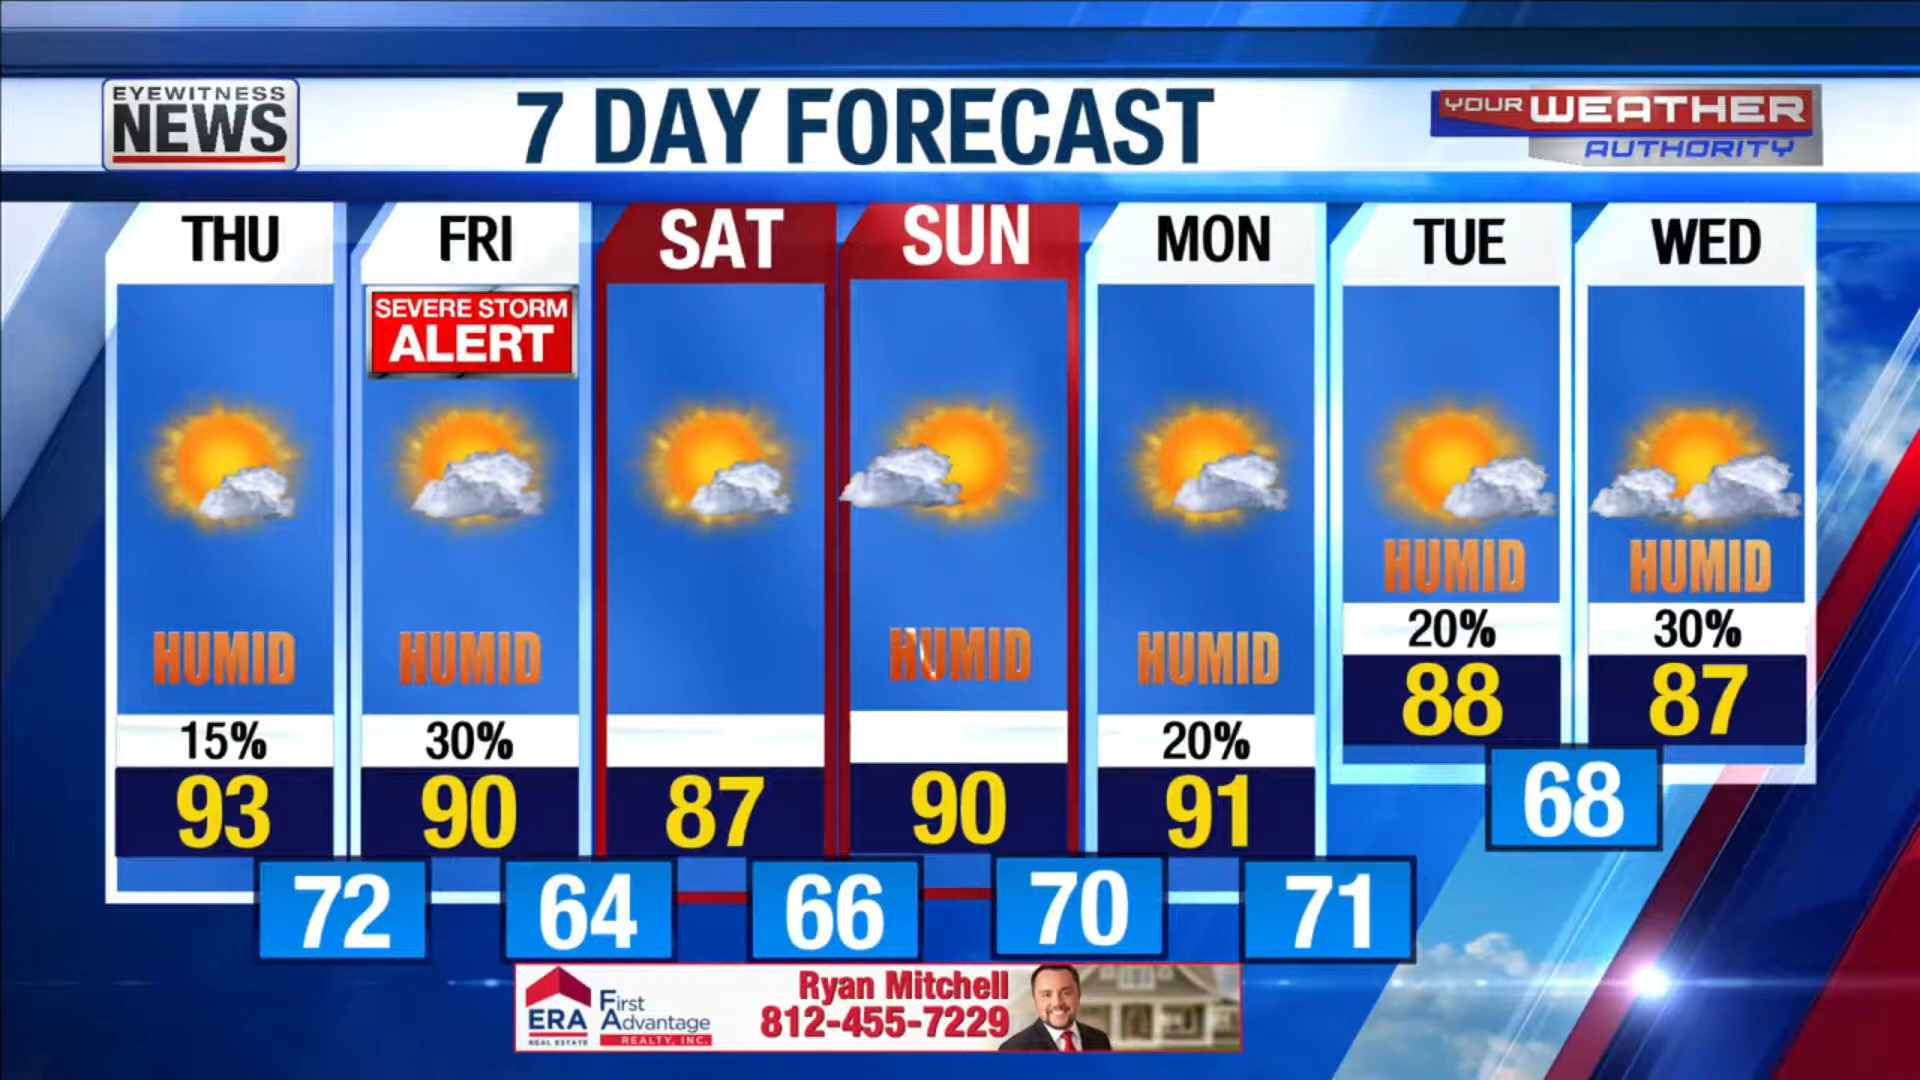 EYEWITNESS
NEWS
7 DAY FORECAST
YOUR WEATHER
AUTHORITY
THU
HUMID
15%
93
72
FRI
SEVERE STORM
ALERT
HUMID
30%
90
64
SAT
87
66
SUN
HUMID
90
70
MON
HUMID
20%
91
71
TUE
HUMID
20%
88
68
WED
HUMID
30%
87
ERA
REAL ESTATE
First
Advantage
REALTY, INC.
Ryan Mitchell
812-455-7229